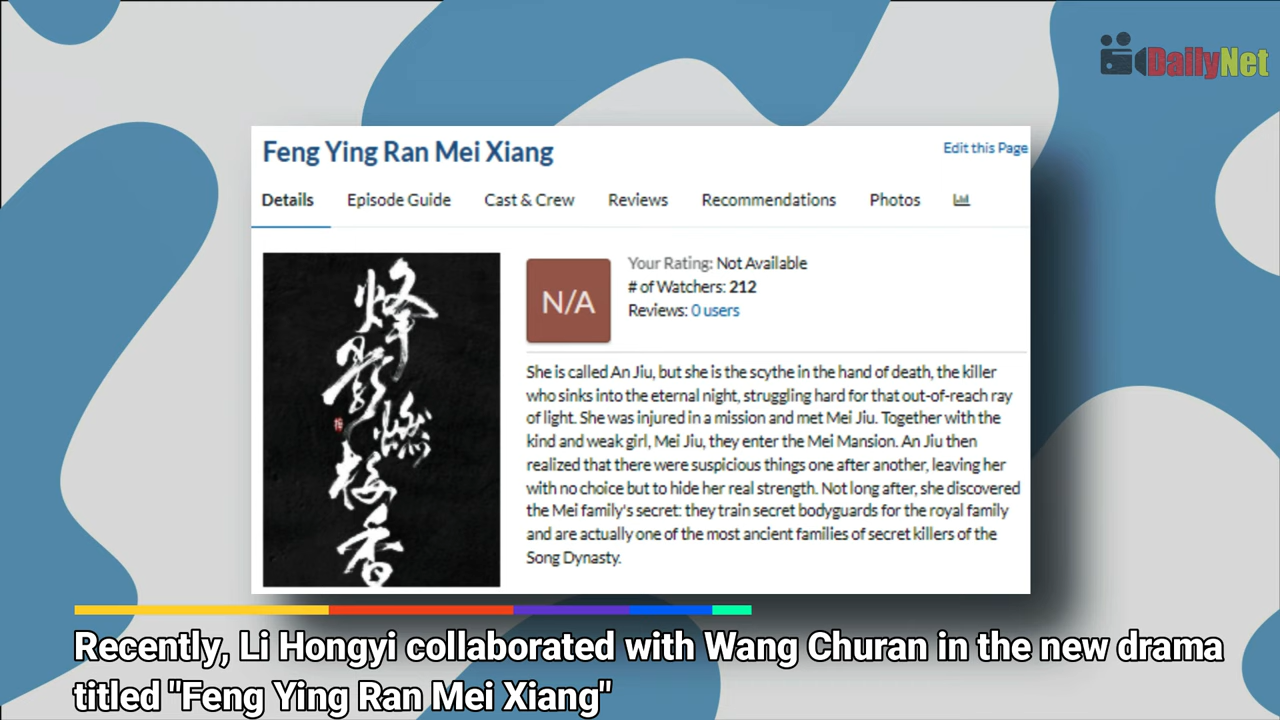 DailyNet
Feng Ying Ran Mei Xiang
Edit this Page
Details Episode Guide Cast & Crew Reviews Recommendations Photos
烽影燃梅香
N/A
Your Rating: Not Available
# of Watchers: 212
Reviews: 0 users
She is called An Jiu, but she is the scythe in the hand of death, the killer
who sinks into the eternal night, struggling hard for that out-of-reach ray
of light. She was injured in a mission and met Mei Jiu. Together with the
kind and weak girl, Mei Jiu, they enter the Mei Mansion. An Jiu then
realized that there were suspicious things one after another, leaving her
with no choice but to hide her real strength. Not long after, she discovered
the Mei family's secret: they train secret bodyguards for the royal family
and are actually one of the most ancient families of secret killers of the
Song Dynasty.
Recently, Li Hongyi collaborated with Wang Churan in the new drama
titled "Feng Ying Ran Mei Xiang"